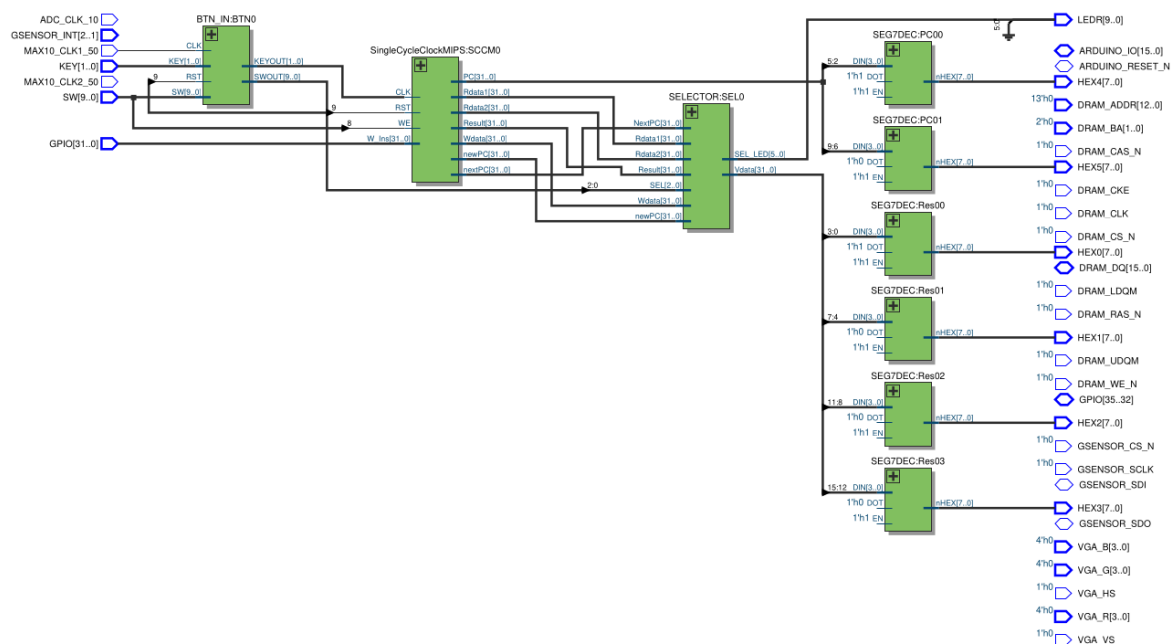 ADC_CLK_10
GSENSOR_INT[2..1]
MAX10_CLK1_50
KEY[1..0]
MAX10_CLK2_50
SW[9..0]
GPIO[31..0]
BTN_IN:BTN0
CLK
KEY[1..0]
RST
SW[9..0]
KEYOUT[1..0]
SWOUT[9..0]
9
9
8
SingleCycleClockMIPS:SCCM0
CLK
RST
WE
W_Ins[31..0]
PC[31..0]
Rdata1[31..0]
Rdata2[31..0]
Result[31..0]
Wdata[31..0]
newPC[31..0]
nextPC[31..0]
2:0
SELECTOR:SEL0
NextPC[31..0]
Rdata1[31..0]
Rdata2[31..0]
Result[31..0]
SEL[2..0]
Wdata[31..0]
newPC[31..0]
SEL_LED[5..0]
Vdata[31..0]
5:0
SEG7DEC:PC00
5:2 DIN[3..0]
1'h1 DOT
1'h1 EN
nHEX[7..0]
SEG7DEC:PC01
9:6 DIN[3..0]
1'h0 DOT
1'h1 EN
nHEX[7..0]
SEG7DEC:Res00
3:0 DIN[3..0]
1'h1 DOT
1'h1 EN
nHEX[7..0]
SEG7DEC:Res01
7:4 DIN[3..0]
1'h0 DOT
1'h1 EN
nHEX[7..0]
SEG7DEC:Res02
11:8 DIN[3..0]
1'h0 DOT
1'h1 EN
nHEX[7..0]
SEG7DEC:Res03
15:12 DIN[3..0]
1'h0 DOT
1'h1 EN
nHEX[7..0]
LEDR[9..0]
ARDUINO_IO[15..0]
ARDUINO_RESET_N
HEX4[7..0]
13'h0 DRAM_ADDR[12..0]
2'h0 DRAM_BA[1..0]
1'h0 DRAM_CAS_N
HEX5[7..0]
1'h0 DRAM_CKE
1'h0 DRAM_CLK
1'h0 DRAM_CS_N
HEX0[7..0]
DRAM_DQ[15..0]
1'h0 DRAM_LDQM
1'h0 DRAM_RAS_N
HEX1[7..0]
1'h0 DRAM_UDQM
1'h0 DRAM_WE_N
GPIO[35..32]
HEX2[7..0]
1'h0 GSENSOR_CS_N
1'h0 GSENSOR_SCLK
GSENSOR_SDI
HEX3[7..0]
GSENSOR_SDO
4'h0 VGA_B[3..0]
4'h0 VGA_G[3..0]
1'h0 VGA_HS
4'h0 VGA_R[3..0]
1'h0 VGA_VS